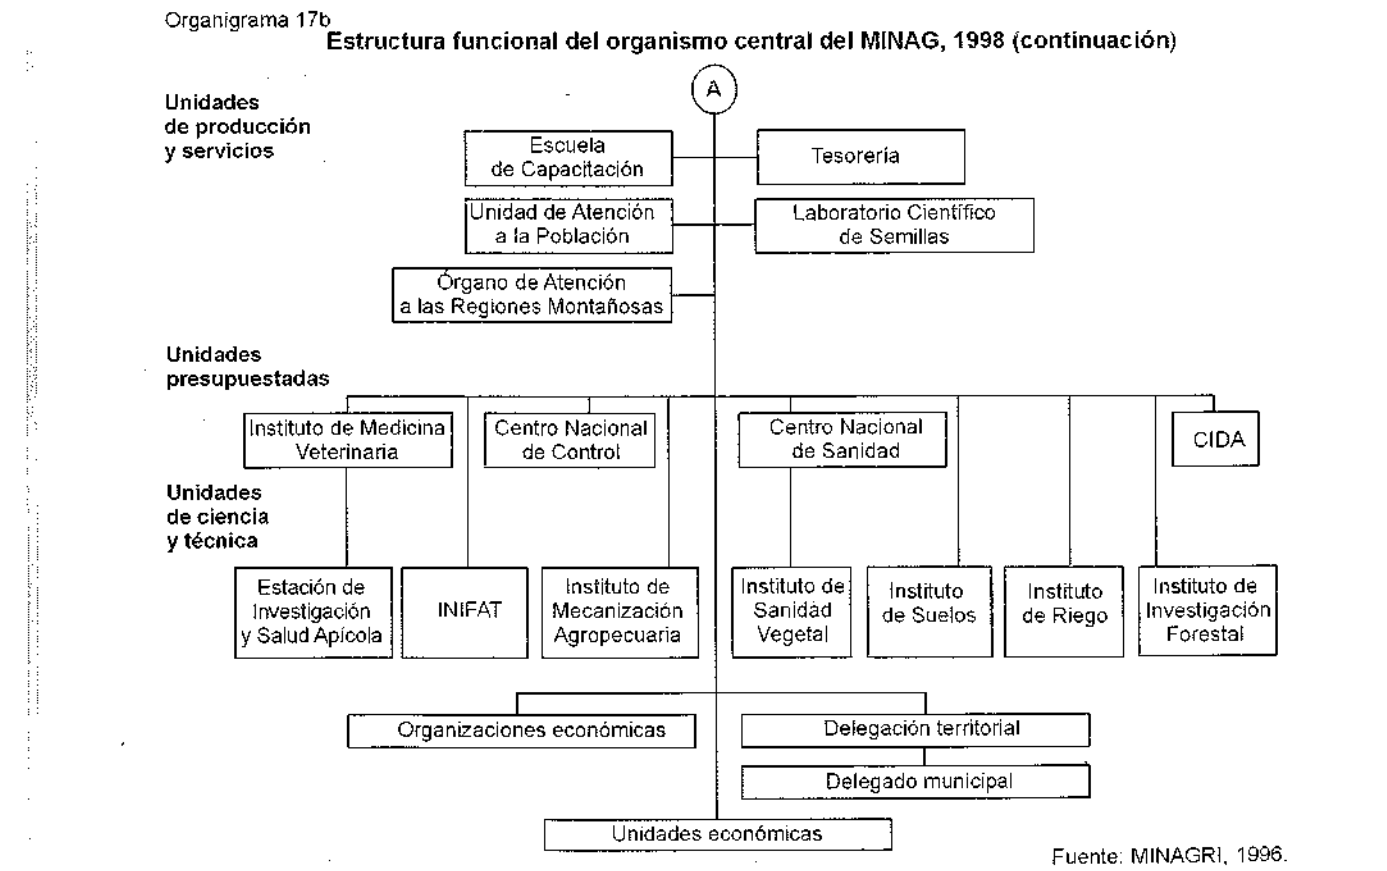 Organigrama 17b
Estructura funcional del organismo central del MINAG, 1998 (continuación)
A
Unidades
de producción
y servicios
Escuela
de Capacitación
Tesorería
Unidad de Atención
a la Población
Laboratorio Científico
de Semillas
Órgano de Atención
a las Regiones Montañosas
Unidades
presupuestadas
Instituto de Medicina
Veterinaria
Centro Nacional
de Control
Centro Nacional
de Sanidad
CIDA
Unidades
de ciencia
y técnica
Estación de
Investigación
y Salud Apícola
INIFAT
Instituto de
Mecanización
Agropecuaria
Instituto de
Sanidad
Vegetal
Instituto
de Suelos
Instituto
de Riego
Instituto de
Investigación
Forestal
Organizaciones económicas
Delegación territorial
Delegado municipal
Unidades económicas
Fuente: MINAGRI, 1996.